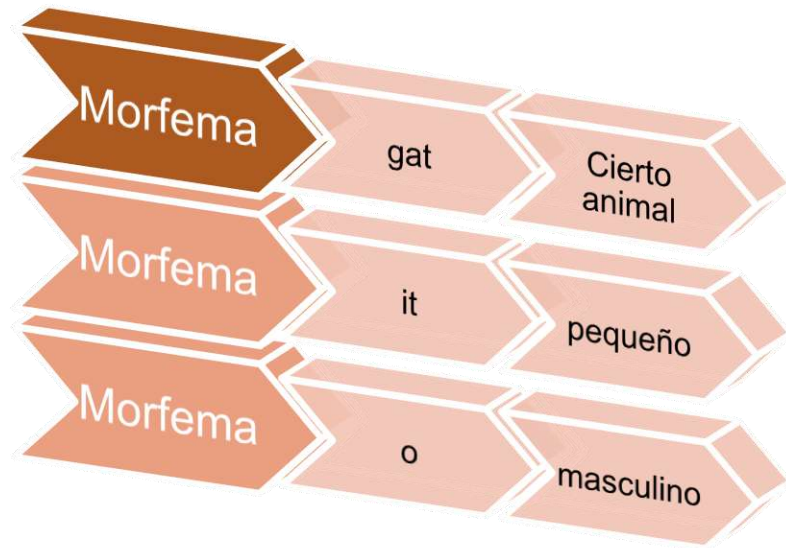 Morfema
gat
Cierto
animal
Morfema
it
pequeño
Morfema
o
masculino